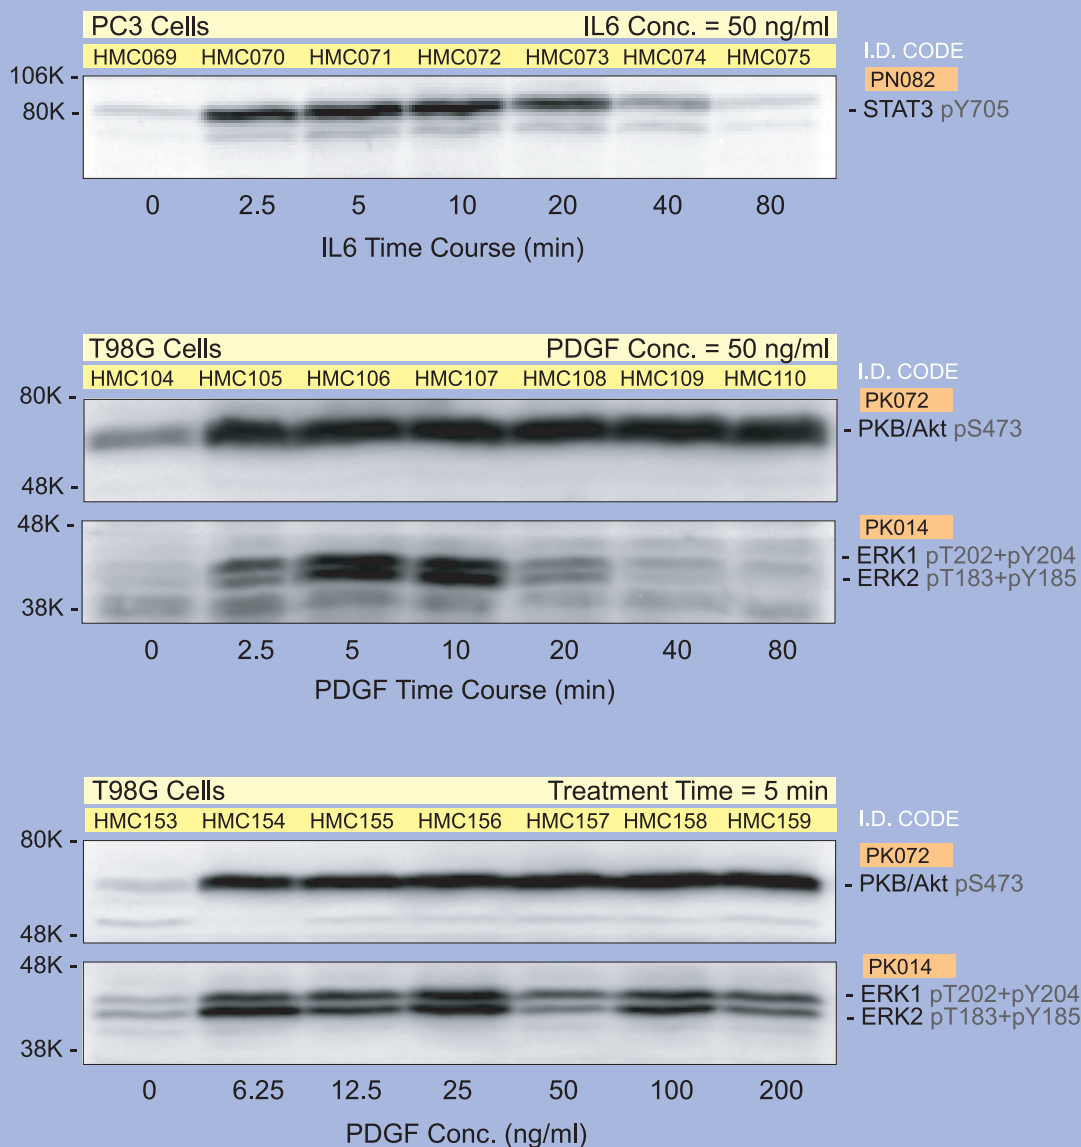 PC3 Cells IL6 Conc. = 50 ng/ml
HMC069 HMC070 HMC071 HMC072 HMC073 HMC074 HMC075 I.D. CODE
106K - PN082
80K - - STAT3 pY705
0 2.5 5 10 20 40 80
IL6 Time Course (min)
T98G Cells PDGF Conc. = 50 ng/ml
HMC104 HMC105 HMC106 HMC107 HMC108 HMC109 HMC110 I.D. CODE
80K - PK072
- PKB/Akt pS473
48K -
48K - PK014
- ERK1 pT202+pY204
- ERK2 pT183+pY185
38K -
0 2.5 5 10 20 40 80
PDGF Time Course (min)
T98G Cells Treatment Time = 5 min
HMC153 HMC154 HMC155 HMC156 HMC157 HMC158 HMC159 I.D. CODE
80K - PK072
- PKB/Akt pS473
48K -
48K - PK014
- ERK1 pT202+pY204
- ERK2 pT183+pY185
38K -
0 6.25 12.5 25 50 100 200
PDGF Conc. (ng/ml)